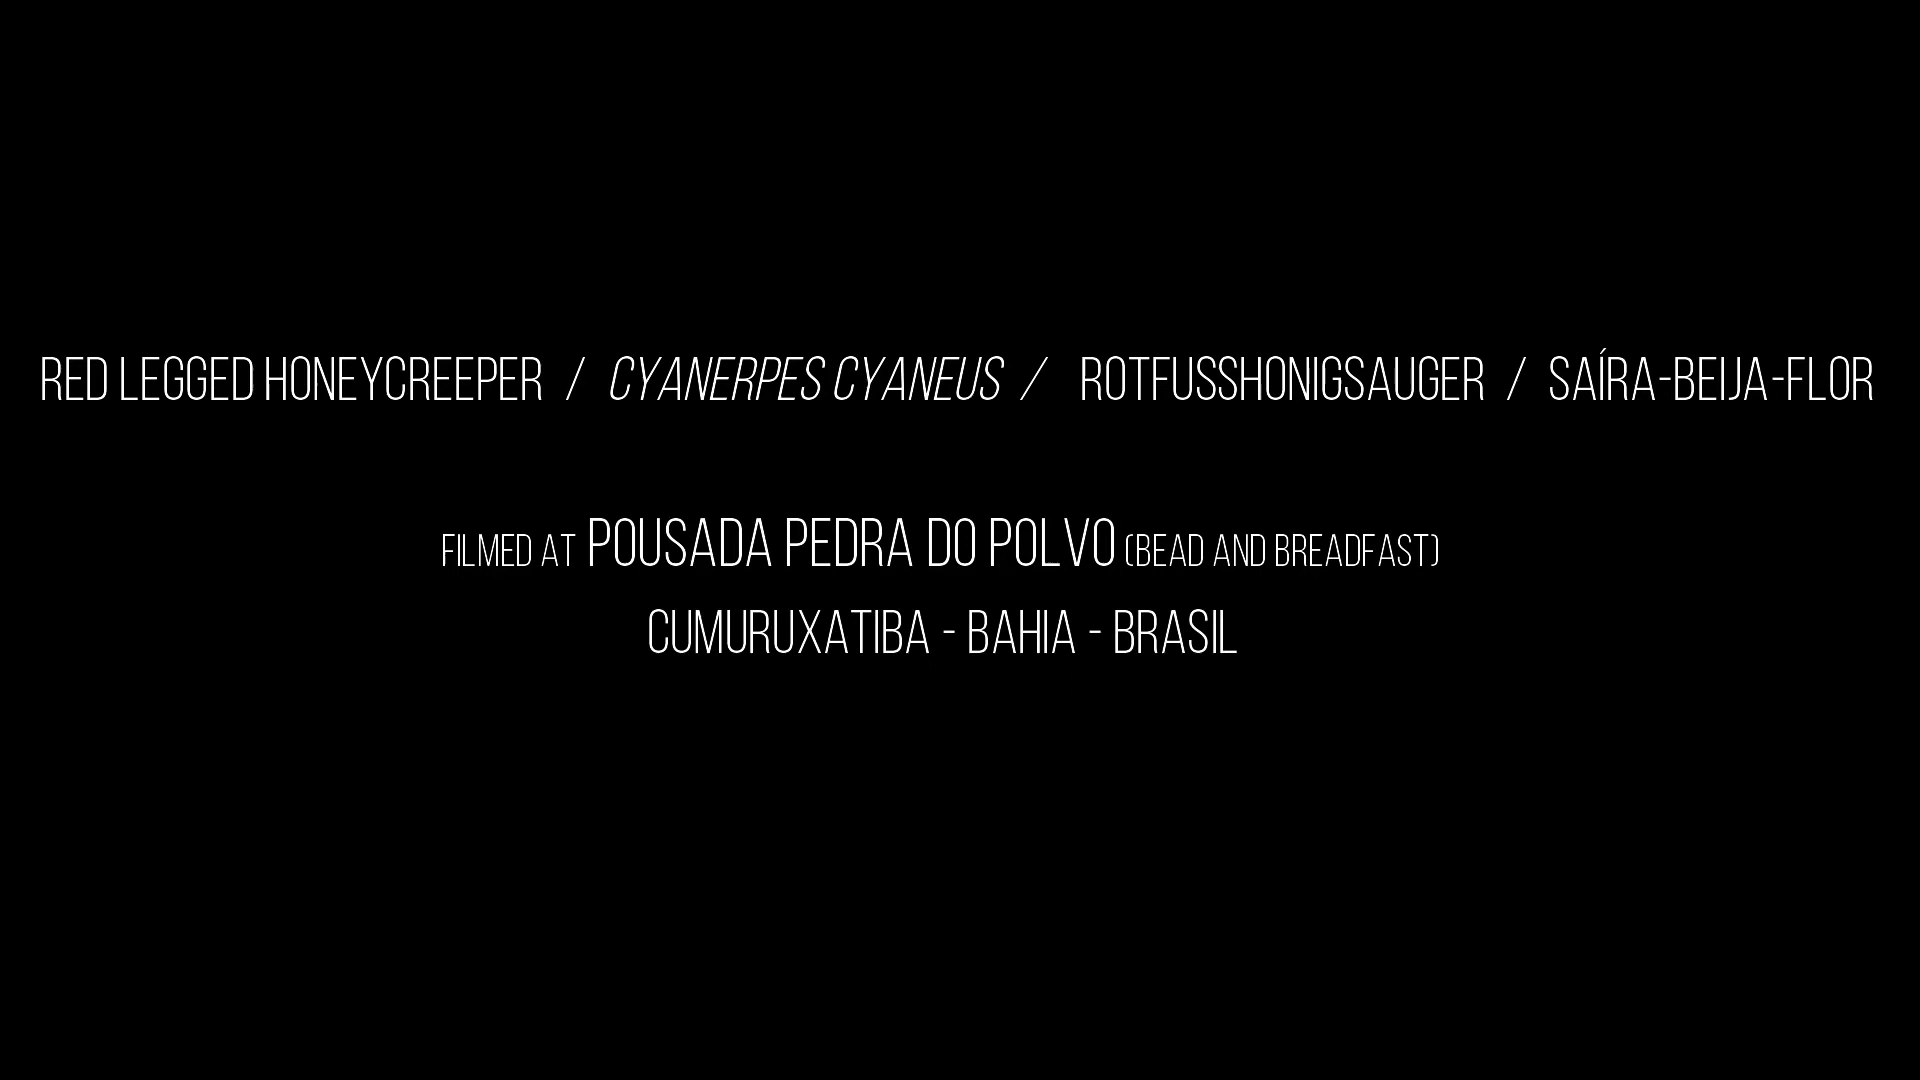 RED LEGGED HONEYCREEPER / CYANERPES CYANEUS / ROTFUSSHONIGSAUGER / SAÍRA-BEIJA-FLOR
FILMED AT POUSADA PEDRA DO POLVO (BEAD AND BREADFAST)
CUMURUXATIBA - BAHIA - BRASIL